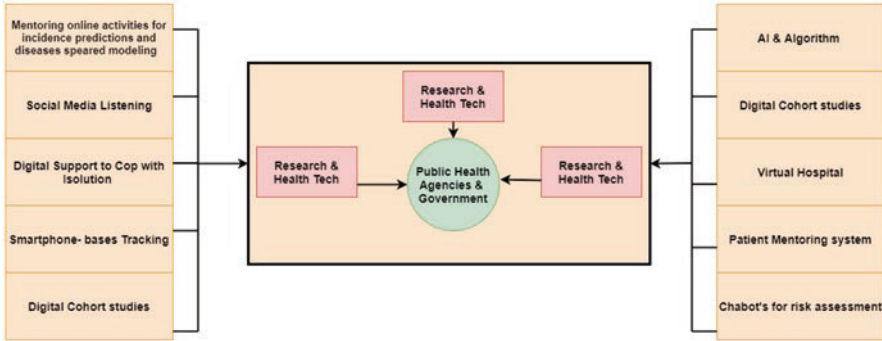 Mentoring online activities for
incidence predictions and
diseases speared modeling
Social Media Listening
Digital Support to Cop with
Isolution
Smartphone- bases Tracking
Digital Cohort studies
Research &
Health Tech
Research &
Health Tech
Public Health
Agencies &
Government
Research &
Health Tech
AI & Algorithm
Digital Cohort studies
Virtual Hospital
Patient Mentoring system
Chabot's for risk assessment